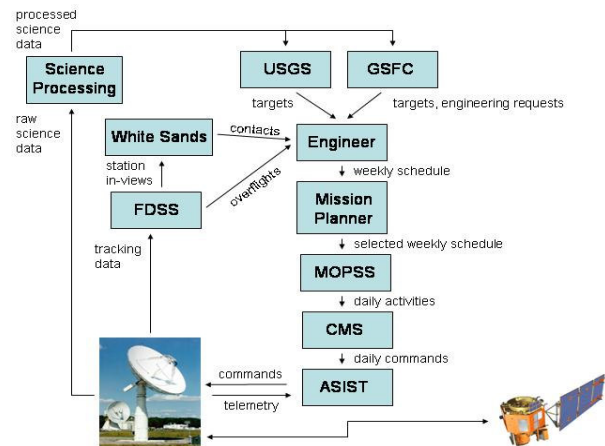 processed
science
data
Science
Processing
USGS
GSFC
targets
targets, engineering requests
raw
science
data
White Sands
contacts
Engineer
station
in-views
overflights
weekly schedule
FDSS
Mission
Planner
tracking
data
selected weekly schedule
MOPSS
daily activities
CMS
daily commands
commands
ASIST
telemetry